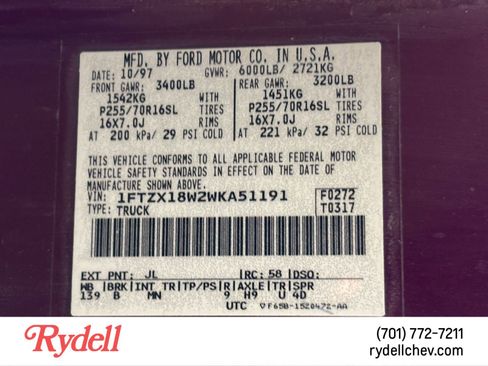 MFD. BY FORD MOTOR CO. IN U.S.A.
DATE: 10/97 GVWR: 6000LB/ 2721KG
FRONT GAWR: 3400LB REAR GAWR: 3200LB
1542KG WITH 1451KG WITH
P255/70R16SL TIRES P255/70R16SL TIRES
16X7.0J RIMS 16X7.0J RIMS
AT 200 kPa/ 29 PSI COLD AT 221 kPa/ 32 PSI COLD
THIS VEHICLE CONFORMS TO ALL APPLICABLE FEDERAL MOTOR
VEHICLE SAFETY STANDARDS IN EFFECT ON THE DATE OF
MANUFACTURE SHOWN ABOVE.
VIN: 1FTZX18W2WKA51191 F0272
TYPE: TRUCK T0317
EXT PNT: JL RC: 58 DSO:
WB BRK INT TR TP/PS R AXLE TR SPR
139 B MN 9 H9 U 4D
UTC F65B-1520472-AA
Rydell
(701) 772-7211
rydellchev.com